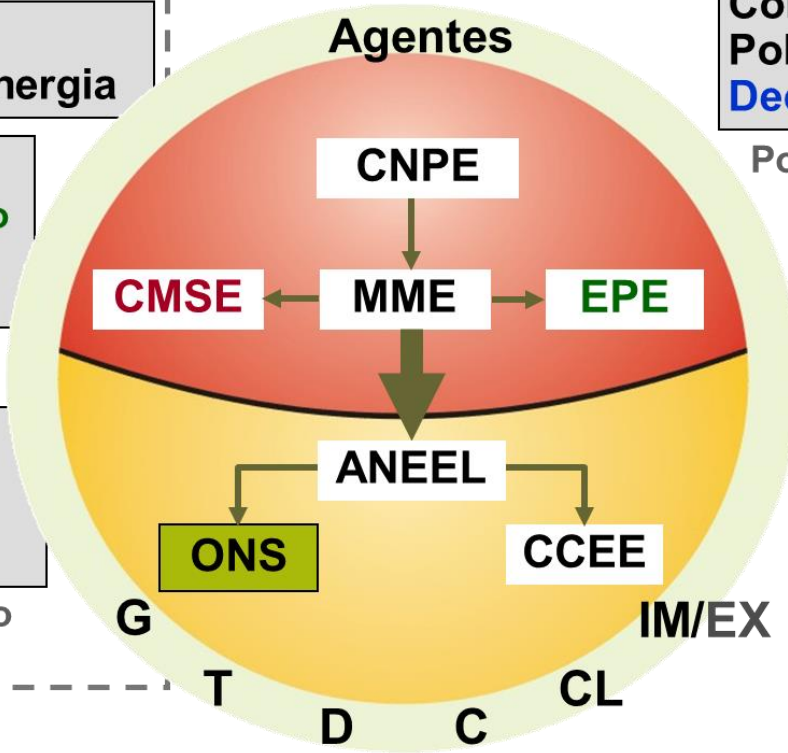 Agentes
nergia
CNPE
CMSE
MME
EPE
ANEEL
ONS
CCEE
G
T
D
C
CL
IM/EX